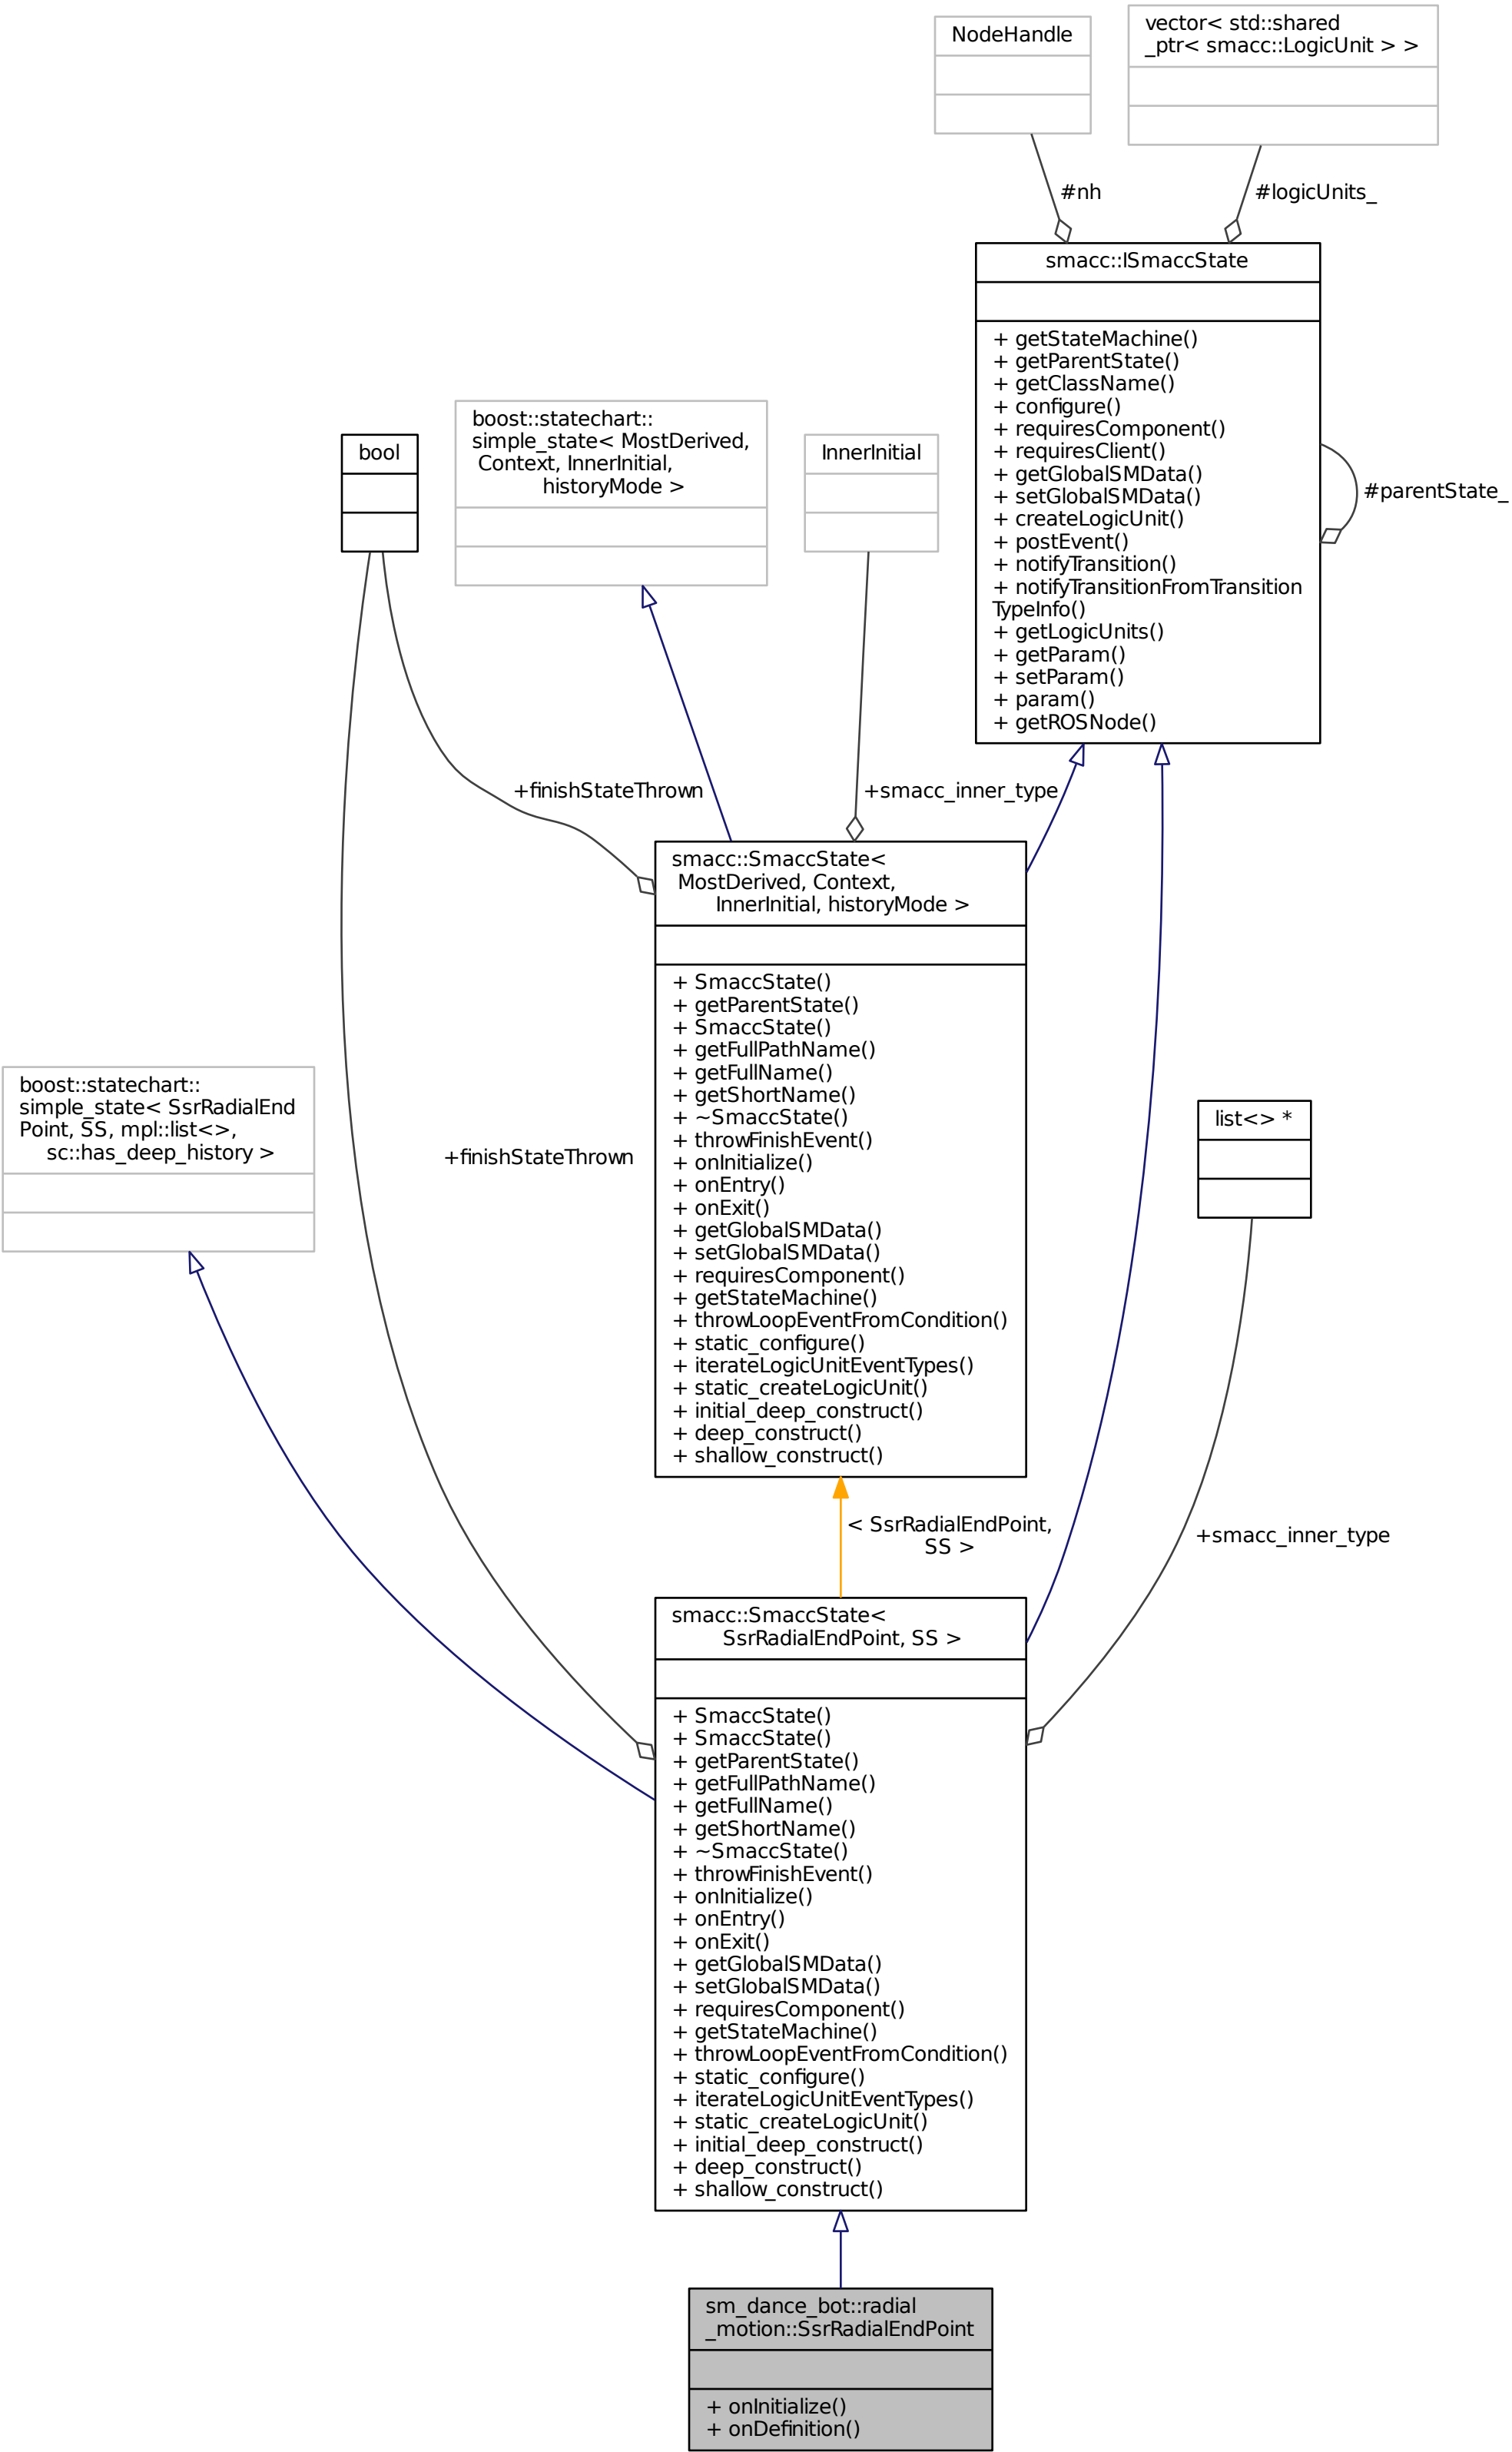 NodeHandle
vector< std::shared
_ptr< smacc::LogicUnit > >
#nh
#logicUnits_
smacc::ISmaccState
+ getStateMachine()
+ getParentState()
+ getClassName()
+ configure()
+ requiresComponent()
+ requiresClient()
+ getGlobalSMData()
+ setGlobalSMData()
+ createLogicUnit()
+ postEvent()
+ notifyTransition()
+ notifyTransitionFromTransition
TypeInfo()
+ getLogicUnits()
+ getParam()
+ setParam()
+ param()
+ getROSNode()
#parentState_
bool
boost::statechart::
simple_state< MostDerived,
Context, InnerInitial,
historyMode >
InnerInitial
+finishStateThrown
+smacc_inner_type
smacc::SmaccState<
MostDerived, Context,
InnerInitial, historyMode >
+ SmaccState()
+ getParentState()
+ SmaccState()
+ getFullPathName()
+ getFullName()
+ getShortName()
+ ~SmaccState()
+ throwFinishEvent()
+ onInitialize()
+ onEntry()
+ onExit()
+ getGlobalSMData()
+ setGlobalSMData()
+ requiresComponent()
+ getStateMachine()
+ throwLoopEventFromCondition()
+ static_configure()
+ iterateLogicUnitEventTypes()
+ static_createLogicUnit()
+ initial_deep_construct()
+ deep_construct()
+ shallow_construct()
boost::statechart::
simple_state< SsrRadialEnd
Point, SS, mpl::list<>,
sc::has_deep_history >
+finishStateThrown
list<> *
< SsrRadialEndPoint,
SS >
+smacc_inner_type
smacc::SmaccState<
SsrRadialEndPoint, SS >
+ SmaccState()
+ SmaccState()
+ getParentState()
+ getFullPathName()
+ getFullName()
+ getShortName()
+ ~SmaccState()
+ throwFinishEvent()
+ onInitialize()
+ onEntry()
+ onExit()
+ getGlobalSMData()
+ setGlobalSMData()
+ requiresComponent()
+ getStateMachine()
+ throwLoopEventFromCondition()
+ static_configure()
+ iterateLogicUnitEventTypes()
+ static_createLogicUnit()
+ initial_deep_construct()
+ deep_construct()
+ shallow_construct()
sm_dance_bot::radial
_motion::SsrRadialEndPoint
+ onInitialize()
+ onDefinition()